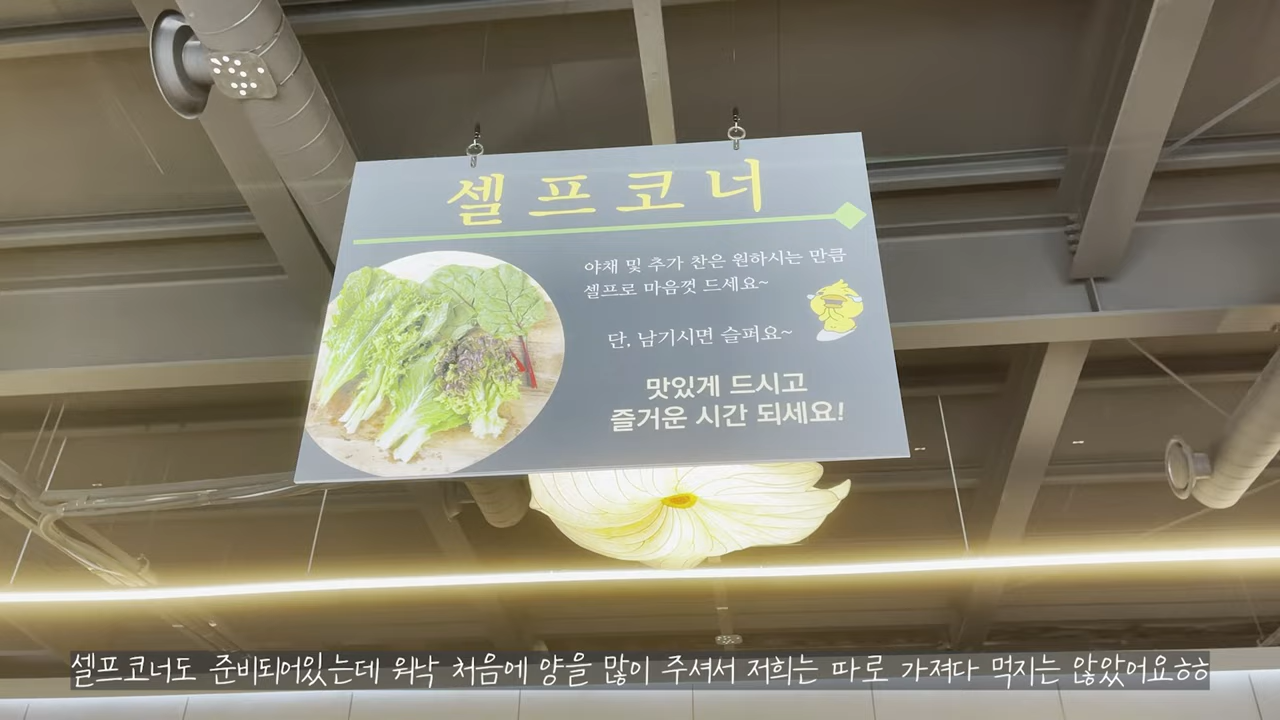 셀프코너
야채 및 추가 찬은 원하시는 만큼
셀프로 마음껏 드세요~
단, 남기시면 슬퍼요~
맛있게 드시고
즐거운 시간 되세요!
셀프코너도 준비되어있는데 워낙 처음에 양을 많이 주셔서 저희는 따로 가져다 먹지는 않았어요ㅎㅎ